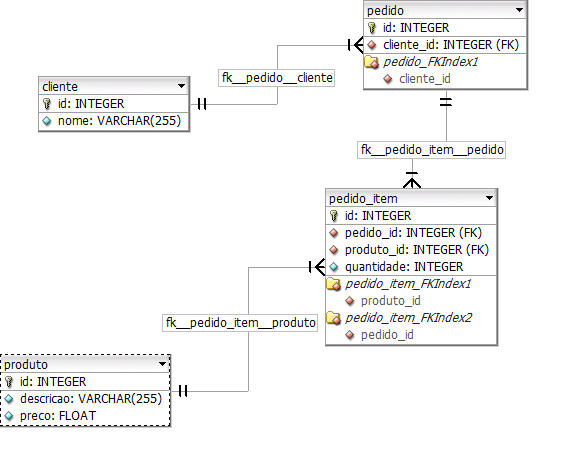 pedido
id: INTEGER
cliente_id: INTEGER (FK)
pedido_FKIndex1
cliente_id
fk__pedido__cliente
cliente
id: INTEGER
nome: VARCHAR(255)
fk__pedido_item__pedido
pedido_item
id: INTEGER
pedido_id: INTEGER (FK)
produto_id: INTEGER (FK)
quantidade: INTEGER
pedido_item_FKIndex1
produto_id
pedido_item_FKIndex2
pedido_id
fk__pedido_item__produto
produto
id: INTEGER
descricao: VARCHAR(255)
preco: FLOAT